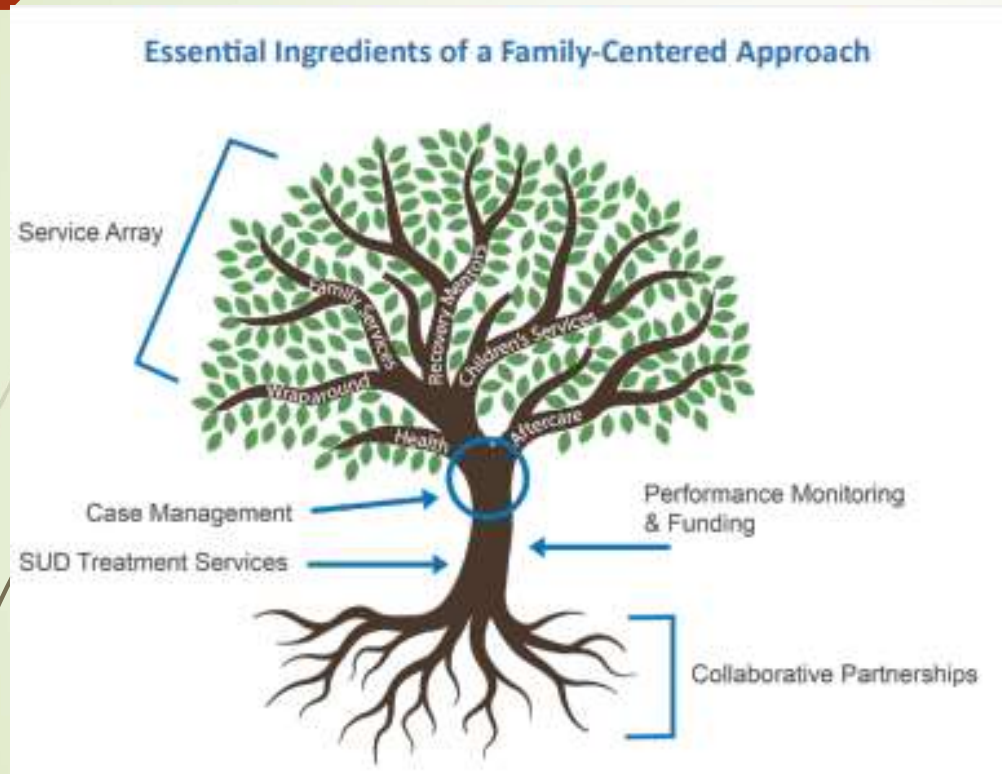 Essential Ingredients of a Family-Centered Approach
Service Array
Family Services
Recovery Mentors
Children's Services
Wraparound
Health
Aftercare
Case Management
Performance Monitoring
& Funding
SUD Treatment Services
Collaborative Partnerships